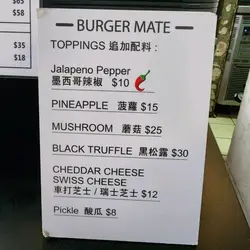 $35
$18
BURGER MATE
TOPPINGS 追加配料 :
Jalapeno Pepper
墨西哥辣椒 $10
PINEAPPLE 菠蘿 $15
MUSHROOM 蘑菇 $25
BLACK TRUFFLE 黑松露 $30
CHEDDAR CHEESE
SWISS CHEESE
車打芝士 / 瑞士芝士 $12
Pickle 酸瓜 $8
$65
$58